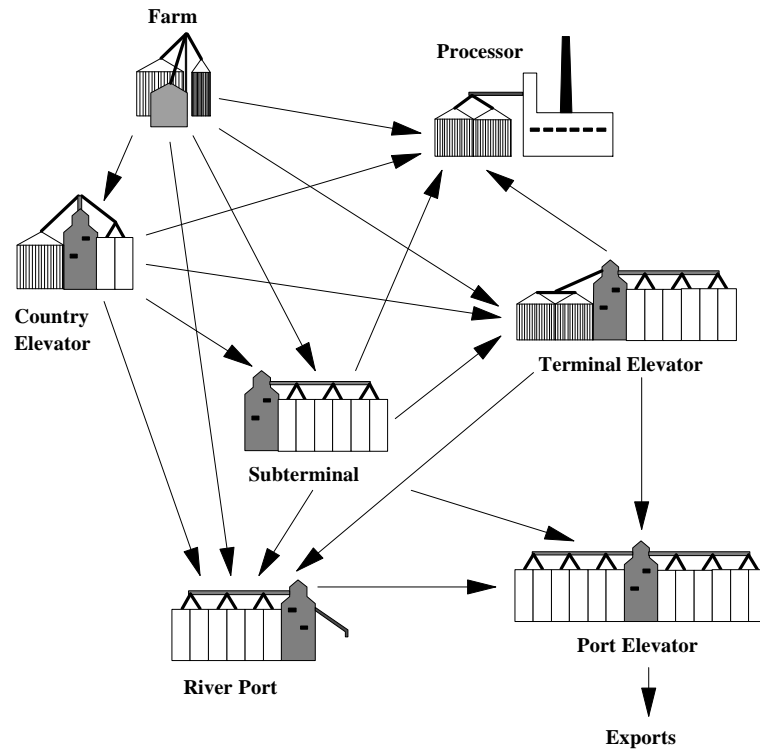 Farm
Processor
Country
Elevator
Terminal Elevator
Subterminal
Port Elevator
River Port
Exports